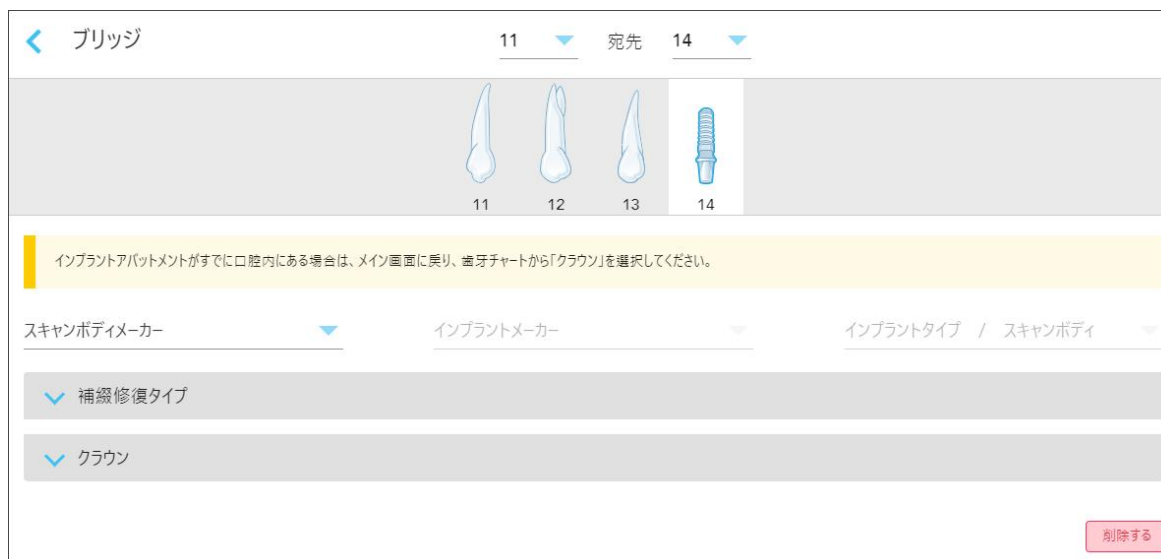 ブリッジ 11 宛先 14
11 12 13 14
インプラントアバットメントがすでに口腔内にある場合は、メイン画面に戻り、歯牙チャートから「クラウン」を選択してください。
スキャンボディメーカー インプラントメーカー インプラントタイプ / スキャンボディ
補綴修復タイプ
クラウン
削除する